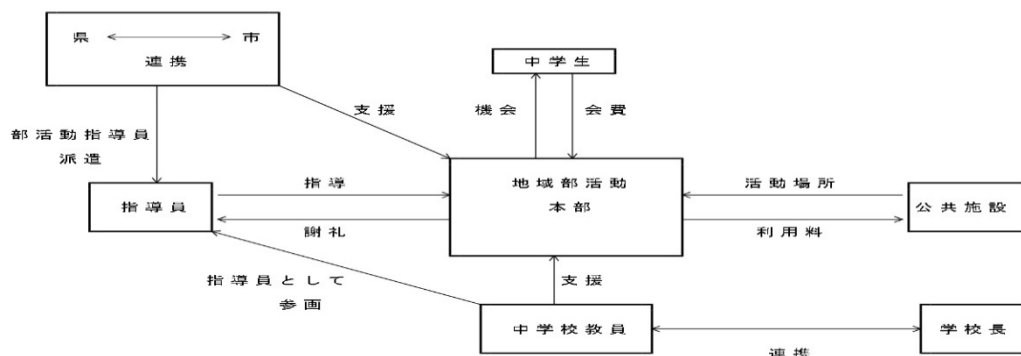 県 市
連携
中学生
支援
機会
会費
部活動指導員
派遣
指導
地域部活動
本部
活動場所
指導員
公共施設
謝礼
利用料
指導員として
参画
支援
中学校教員
学校長
連携